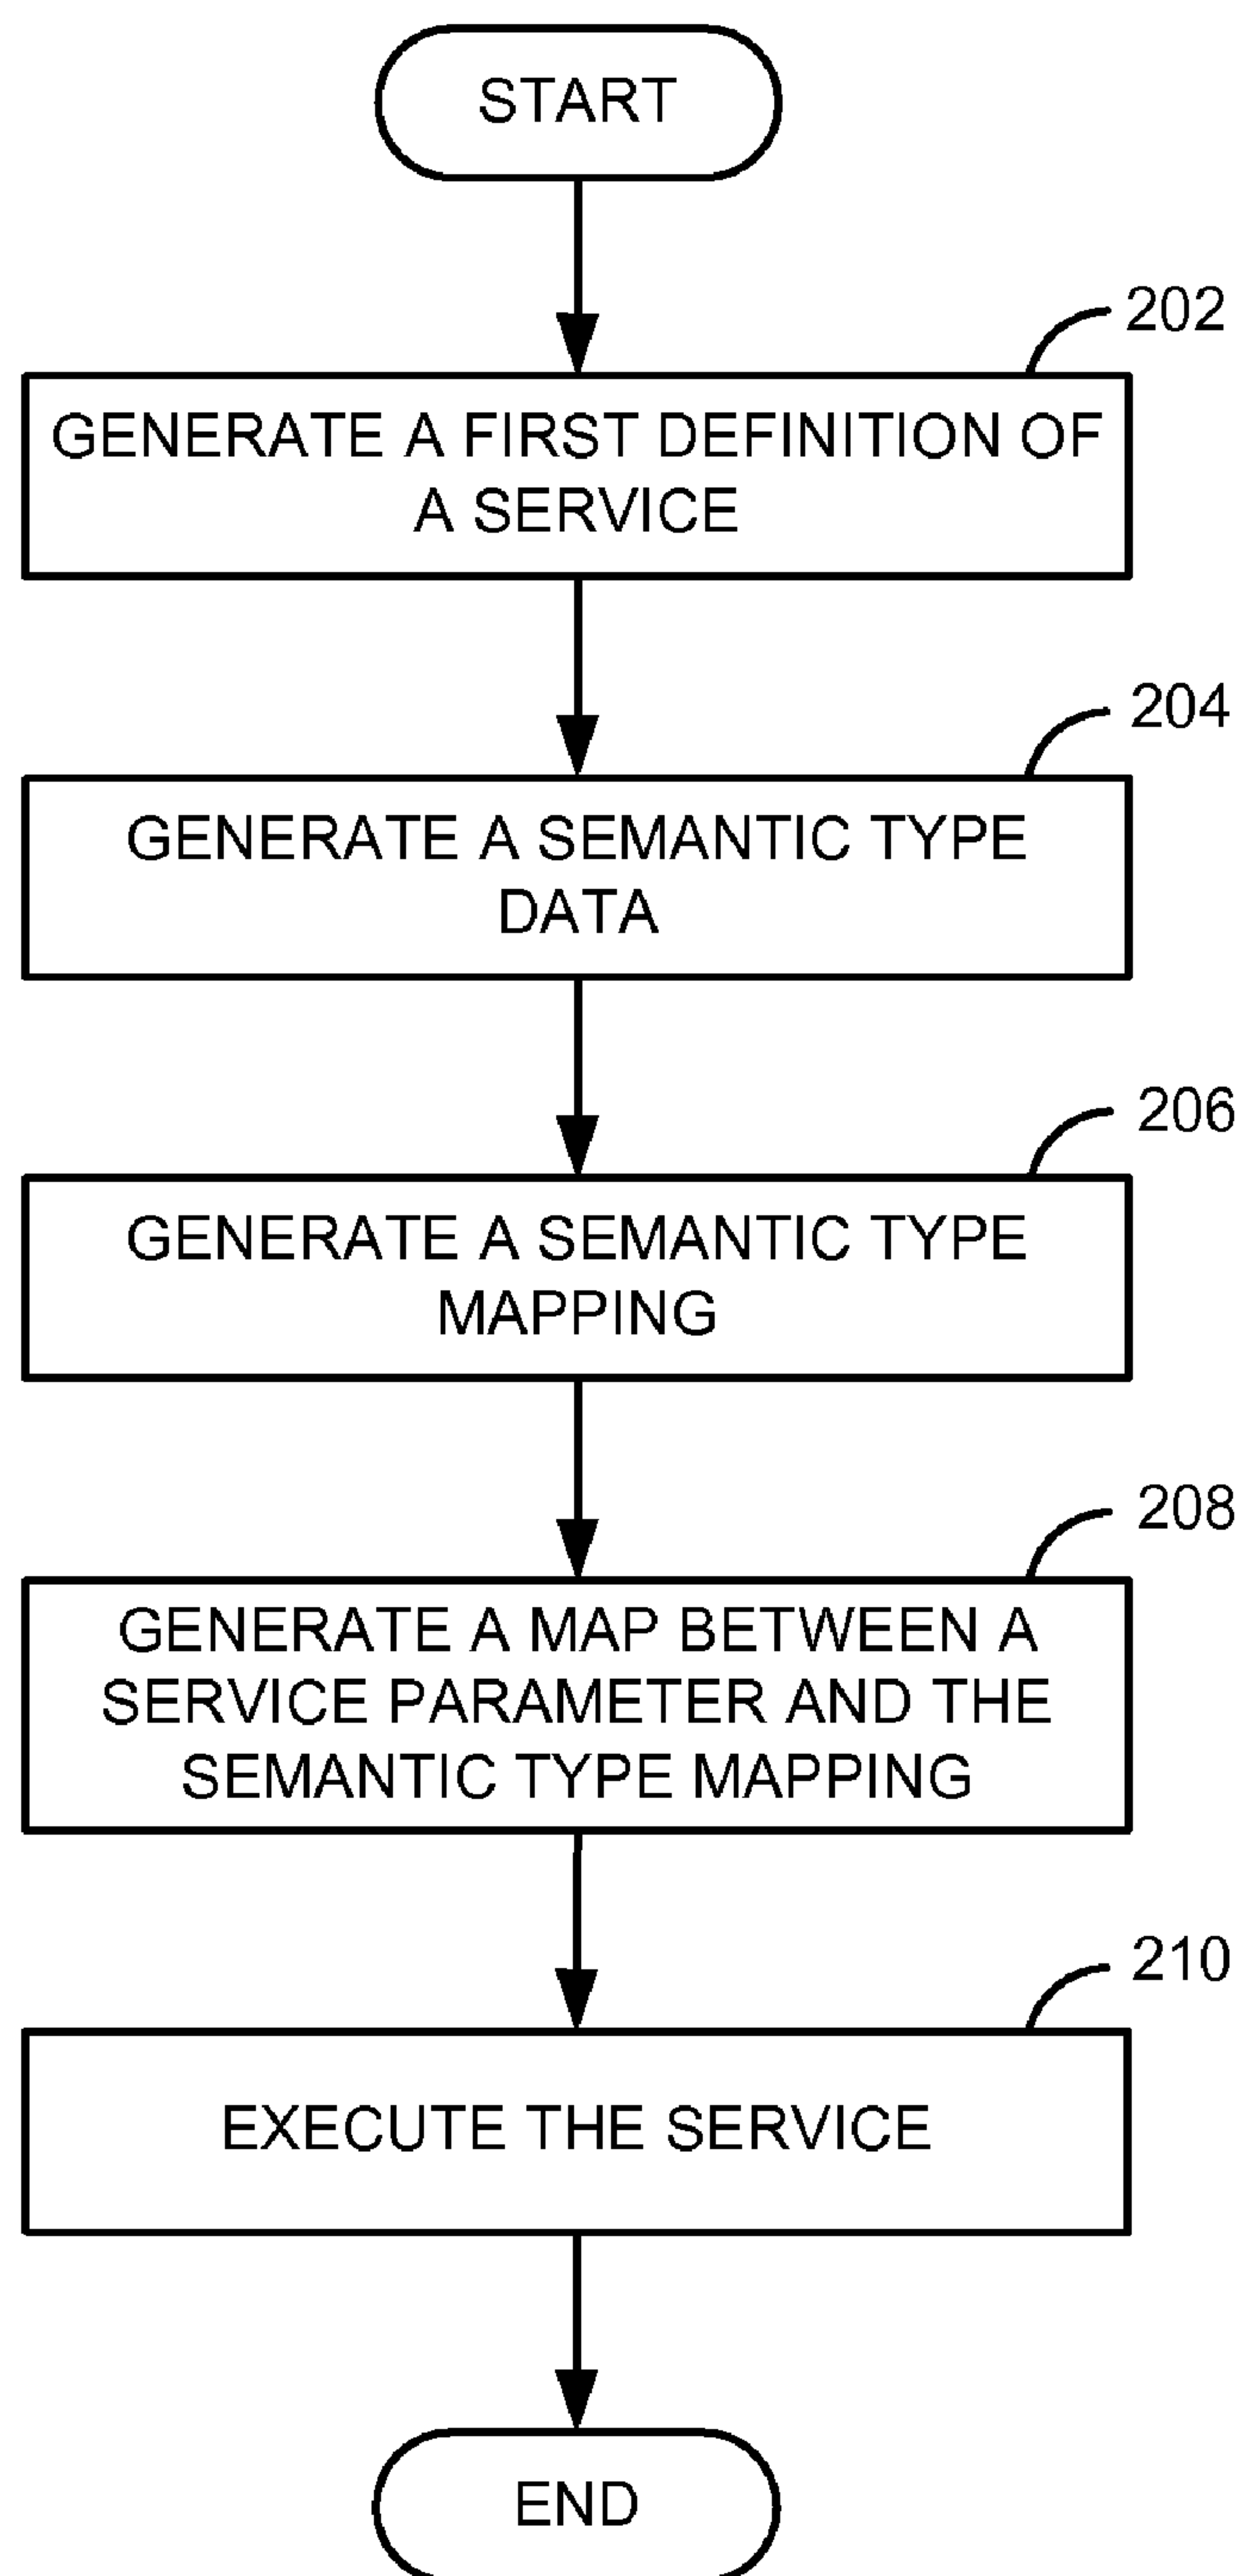 START
202
GENERATE A FIRST DEFINITION OF
A SERVICE
204
GENERATE A SEMANTIC TYPE
DATA
206
GENERATE A SEMANTIC TYPE
MAPPING
208
GENERATE A MAP BETWEEN A
SERVICE PARAMETER AND THE
SEMANTIC TYPE MAPPING
210
EXECUTE THE SERVICE
END